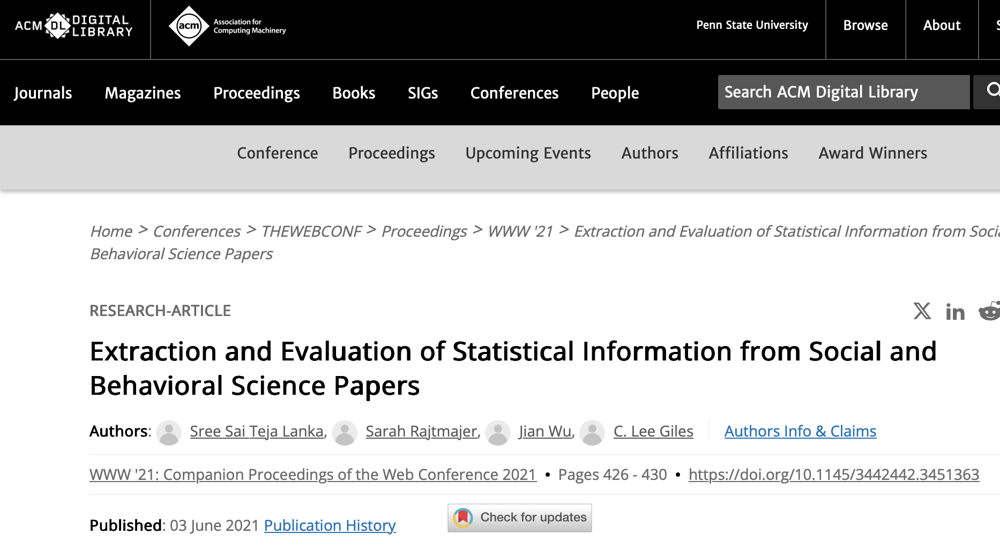 ACM DL DIGITAL LIBRARY
acm Association for Computing Machinery
Penn State University
Browse
About
Journals Magazines Proceedings Books SIGs Conferences People
Search ACM Digital Library
Conference Proceedings Upcoming Events Authors Affiliations Award Winners
Home > Conferences > THEWEBCONF > Proceedings > WWW '21 > Extraction and Evaluation of Statistical Information from
Behavioral Science Papers
RESEARCH-ARTICLE
X in
Extraction and Evaluation of Statistical Information from Social and
Behavioral Science Papers
Authors: Sree Sai Teja Lanka, Sarah Rajtmajer, Jian Wu, C. Lee Giles Authors Info & Claims
WWW '21: Companion Proceedings of the Web Conference 2021 • Pages 426 - 430 • https://doi.org/10.1145/3442442.3451363
Published: 03 June 2021 Publication History
Check for updates